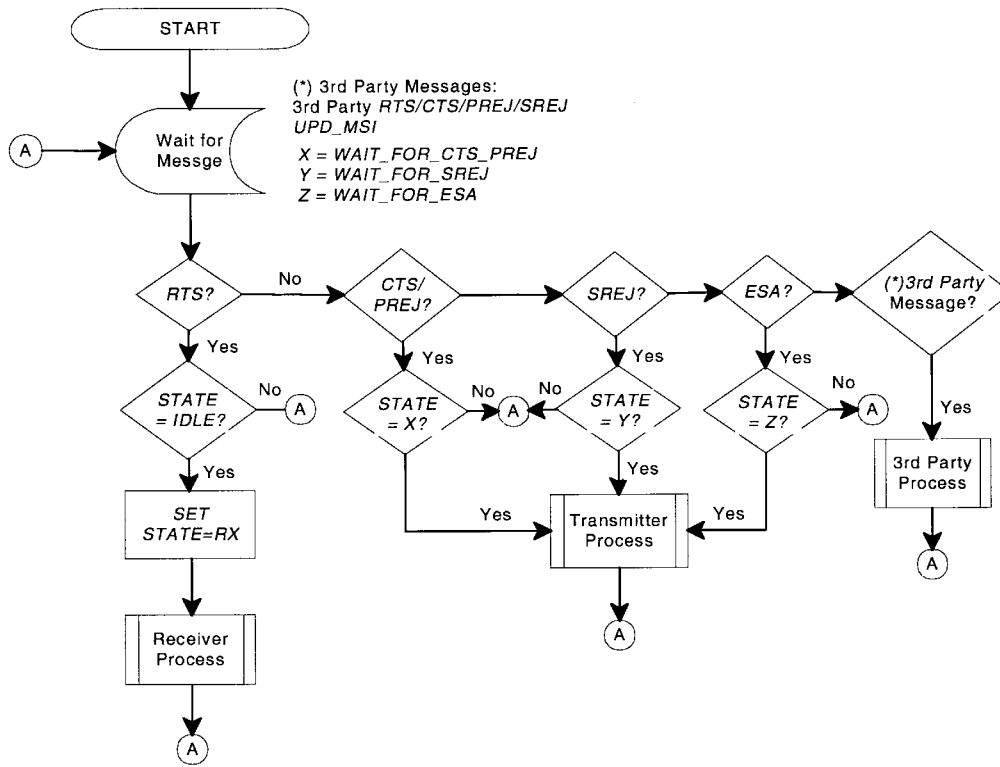 START
(*) 3rd Party Messages:
3rd Party RTS/CTS/PREJ/SREJ
UPD_MSI
X = WAIT_FOR_CTS_PREJ
Y = WAIT_FOR_SREJ
Z = WAIT_FOR_ESA
A
Wait for
Messge
RTS?
No
CTS/
PREJ?
SREJ?
ESA?
(*)3rd Party
Message?
Yes
Yes
Yes
Yes
Yes
STATE
= IDLE?
No
A
STATE
= X?
No
A
No
STATE
= Y?
STATE
= Z?
No
A
3rd Party
Process
A
Yes
SET
STATE=RX
Yes
Yes
Transmitter
Process
Yes
A
Receiver
Process
A